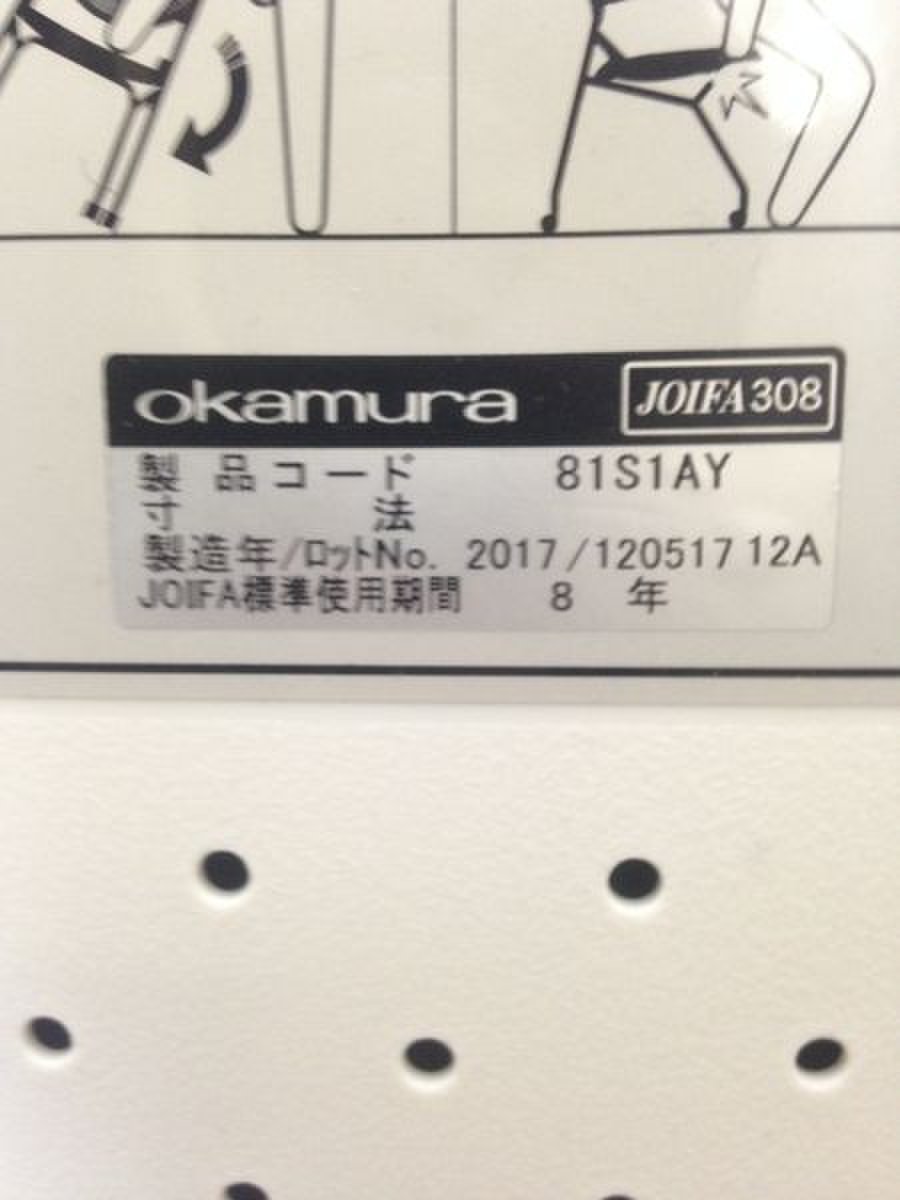 okamura JOIFA308
製品コード 81S1AY
寸法
製造年/ロットNo. 2017/120517 12A
JOIFA標準使用期間 8 年